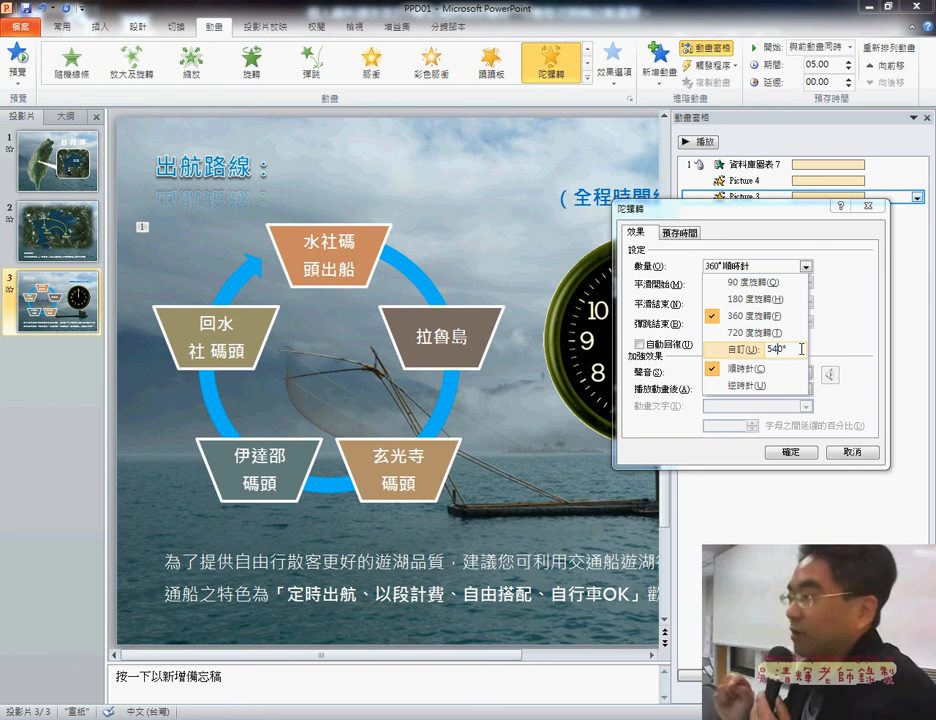 PPD01 - Microsoft PowerPoint
檔案 常用 插入 設計 切換 動畫 投影片放映 校閱 檢視 增益集 分鏡腳本
預覽 隨機線條 放大及旋轉 縮放 旋轉 彈跳 脈衝 彩色脈衝 蹺蹺板 陀螺轉 效果選項 新增動畫
動畫窗格
觸發程序
複製動畫
開始: 與前動畫同時
期間: 05.00
延遲: 00.00
重新排列動畫
向前移
向後移
預覽 動畫 進階動畫 預存時間
投影片 大綱
1
2
3
出航路線：
（全程時間約
1
水社碼
頭出船
回水
社 碼頭
拉魯島
伊達邵
碼頭
玄光寺
碼頭
10
9
8
為了提供自由行散客更好的遊湖品質，建議您可利用交通船遊湖
通船之特色為「定時出航、以段計費、自由搭配、自行車OK」歡
動畫窗格
播放
1 資料庫圖表 7
Picture 4
Picture 3
陀螺轉
效果 預存時間
設定
數量(O): 360°順時針
平滑開始(M):
平滑結束(N):
彈跳結束(B):
自動回復(U)
加強效果
聲音(S):
播放動畫後(A):
動畫文字(X):
字母之間延遲的百分比(D)
90 度旋轉(Q)
180 度旋轉(H)
360 度旋轉(F)
720 度旋轉(T)
自訂(U): 540°
順時針(C)
逆時針(U)
確定 取消
按一下以新增備忘稿
吳清輝老師錄製
投影片 3/3 "宣紙" 中文 (台灣)